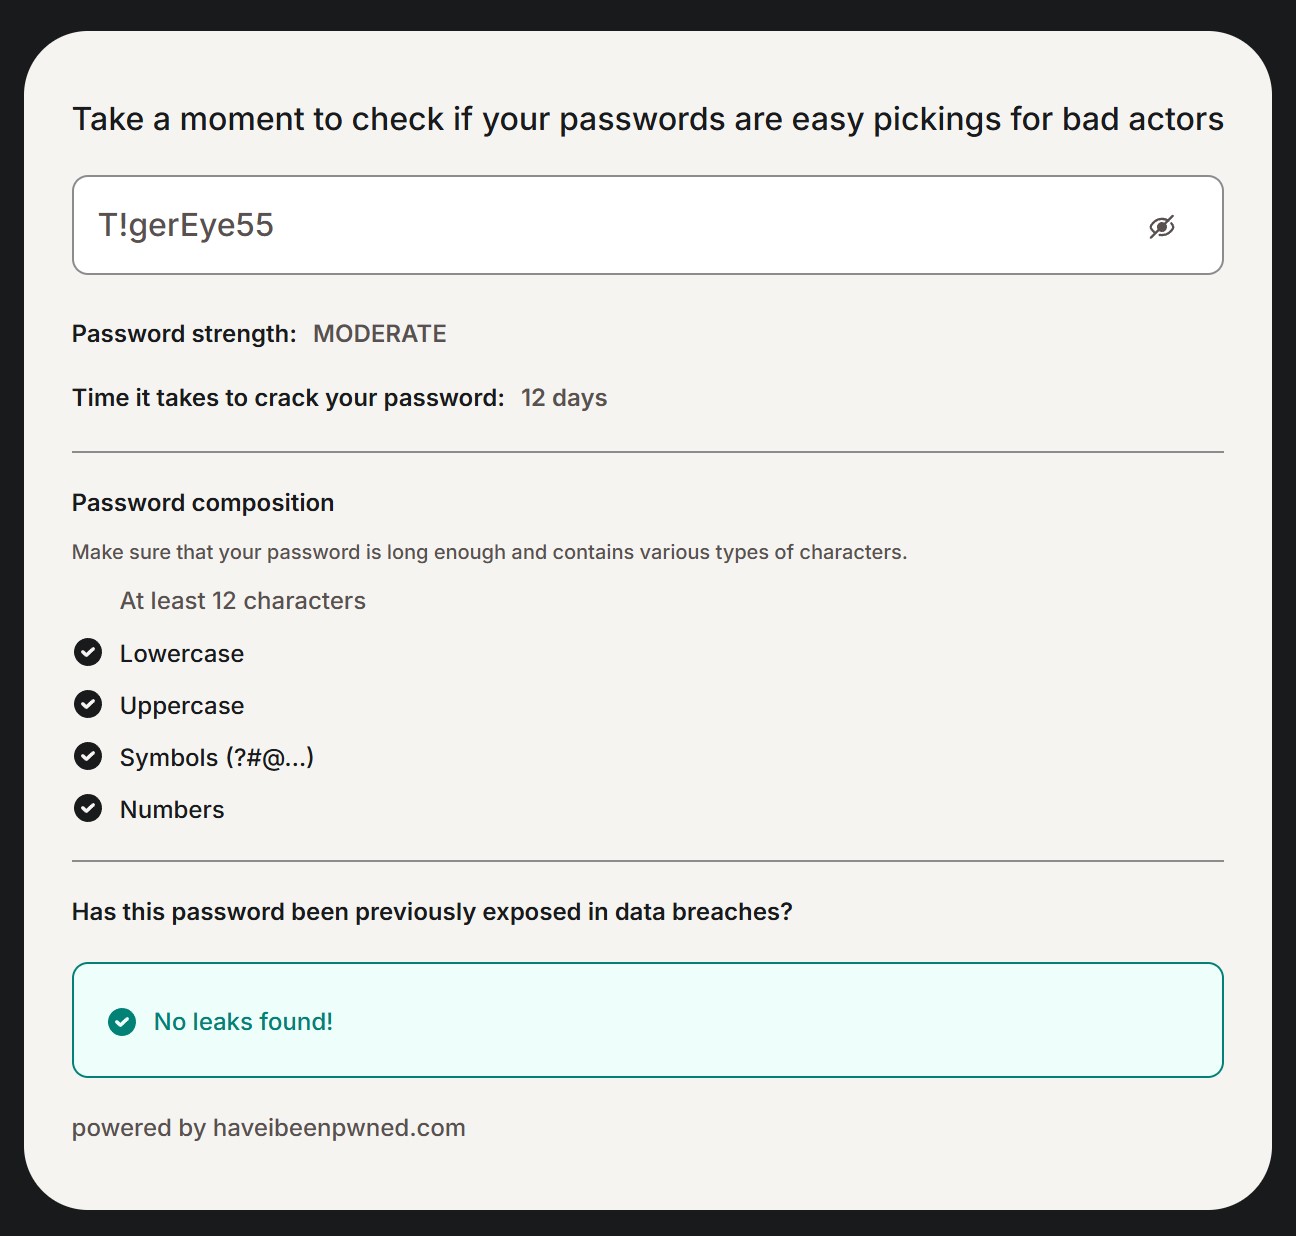 Take a moment to check if your passwords are easy pickings for bad actors
T!gerEye55
Password strength: MODERATE
Time it takes to crack your password: 12 days
Password composition
Make sure that your password is long enough and contains various types of characters.
At least 12 characters
Lowercase
Uppercase
Symbols (?#@...)
Numbers
Has this password been previously exposed in data breaches?
No leaks found!
powered by haveibeenpwned.com